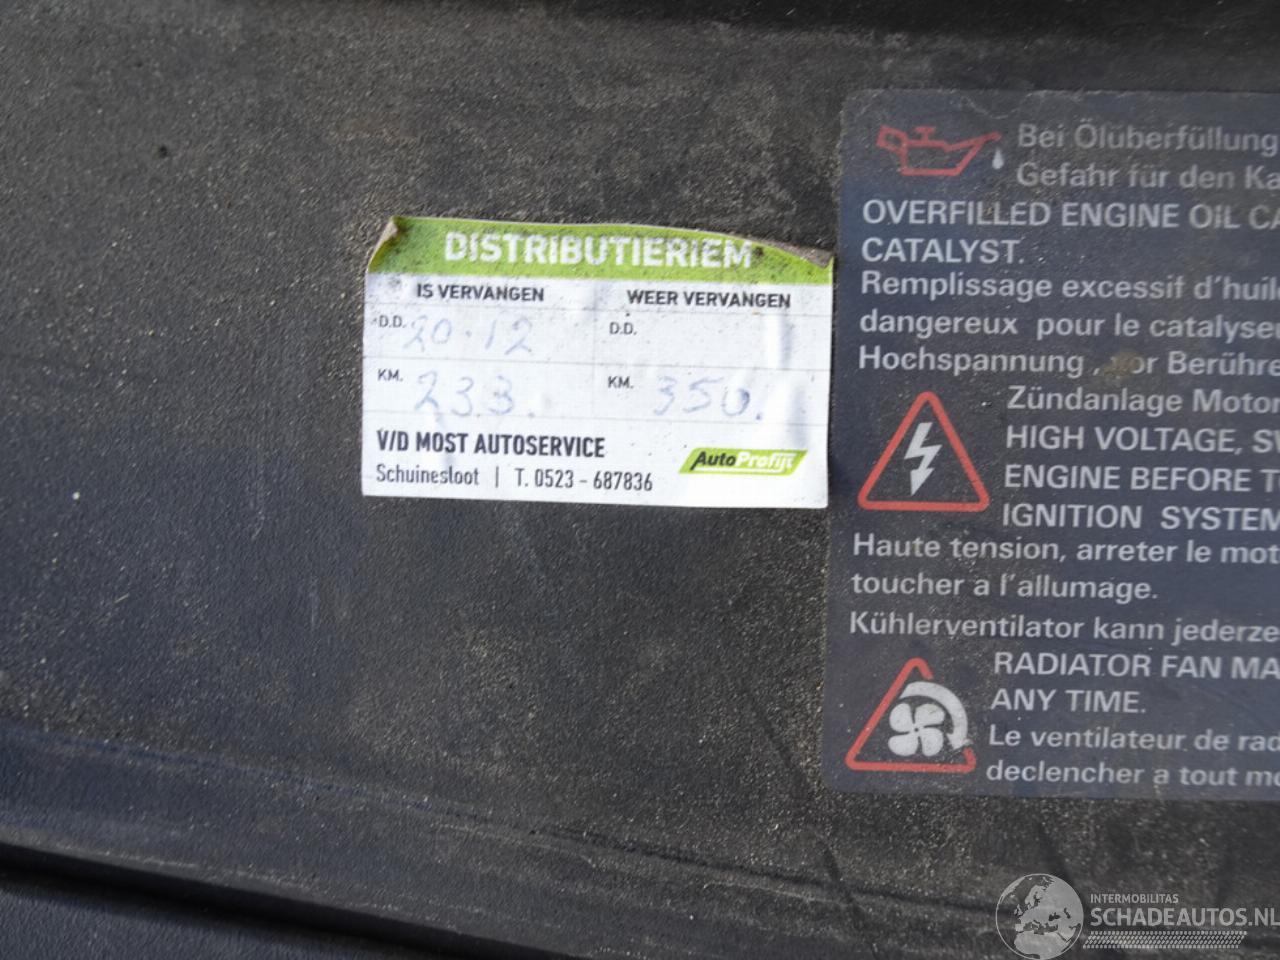 DISTRIBUTIERIEM
IS VERVANGEN
WEER VERVANGEN
D.D. 20-12
D.D.
KM. 233.
KM. 350.
V/D MOST AUTOSERVICE
Schuinesloot | T. 0523 - 687836
AutoProfijt
Bei Ölüberfüllung
Gefahr für den Ka
OVERFILLED ENGINE OIL CA
CATALYST.
Remplissage excessif d'huil
dangereux pour le catalyse
Hochspannung, vor Berühre
Zündanlage Motor
HIGH VOLTAGE, S
ENGINE BEFORE T
IGNITION SYSTEM
Haute tension, arreter le mot
toucher a l'allumage.
Kühlerventilator kann jederze
RADIATOR FAN MA
ANY TIME.
Le ventilateur de rad
declencher a tout mo
INTERMOBILITAS
SCHADEAUTOS.NL